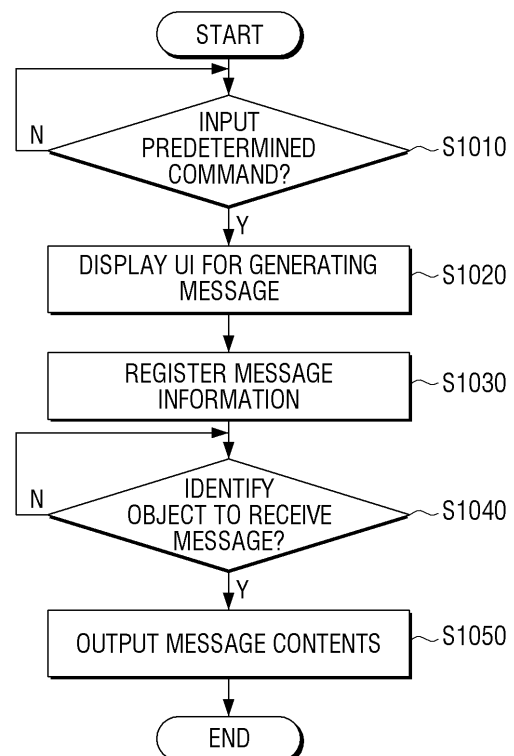 START
N
INPUT
PREDETERMINED
COMMAND?
S1010
Y
DISPLAY UI FOR GENERATING
MESSAGE
S1020
REGISTER MESSAGE
INFORMATION
S1030
N
IDENTIFY
OBJECT TO RECEIVE
MESSAGE?
S1040
Y
OUTPUT MESSAGE CONTENTS
S1050
END